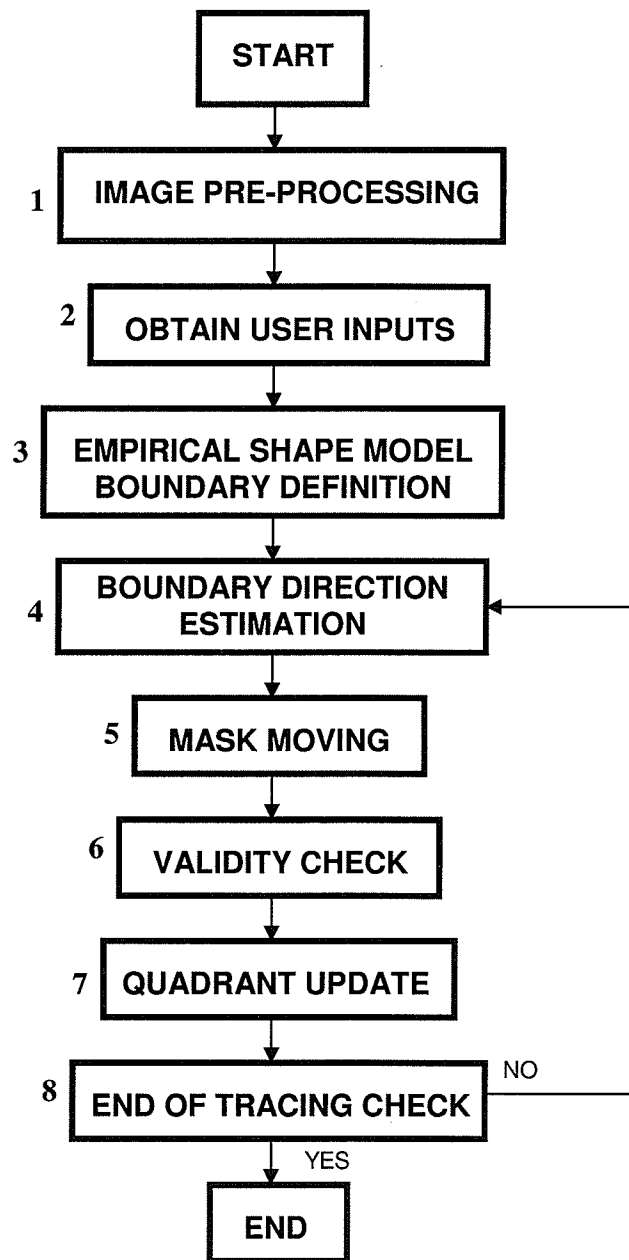 START
1
IMAGE PRE-PROCESSING
2
OBTAIN USER INPUTS
3
EMPIRICAL SHAPE MODEL
BOUNDARY DEFINITION
4
BOUNDARY DIRECTION
ESTIMATION
5
MASK MOVING
6
VALIDITY CHECK
7
QUADRANT UPDATE
8
END OF TRACING CHECK
NO
YES
END